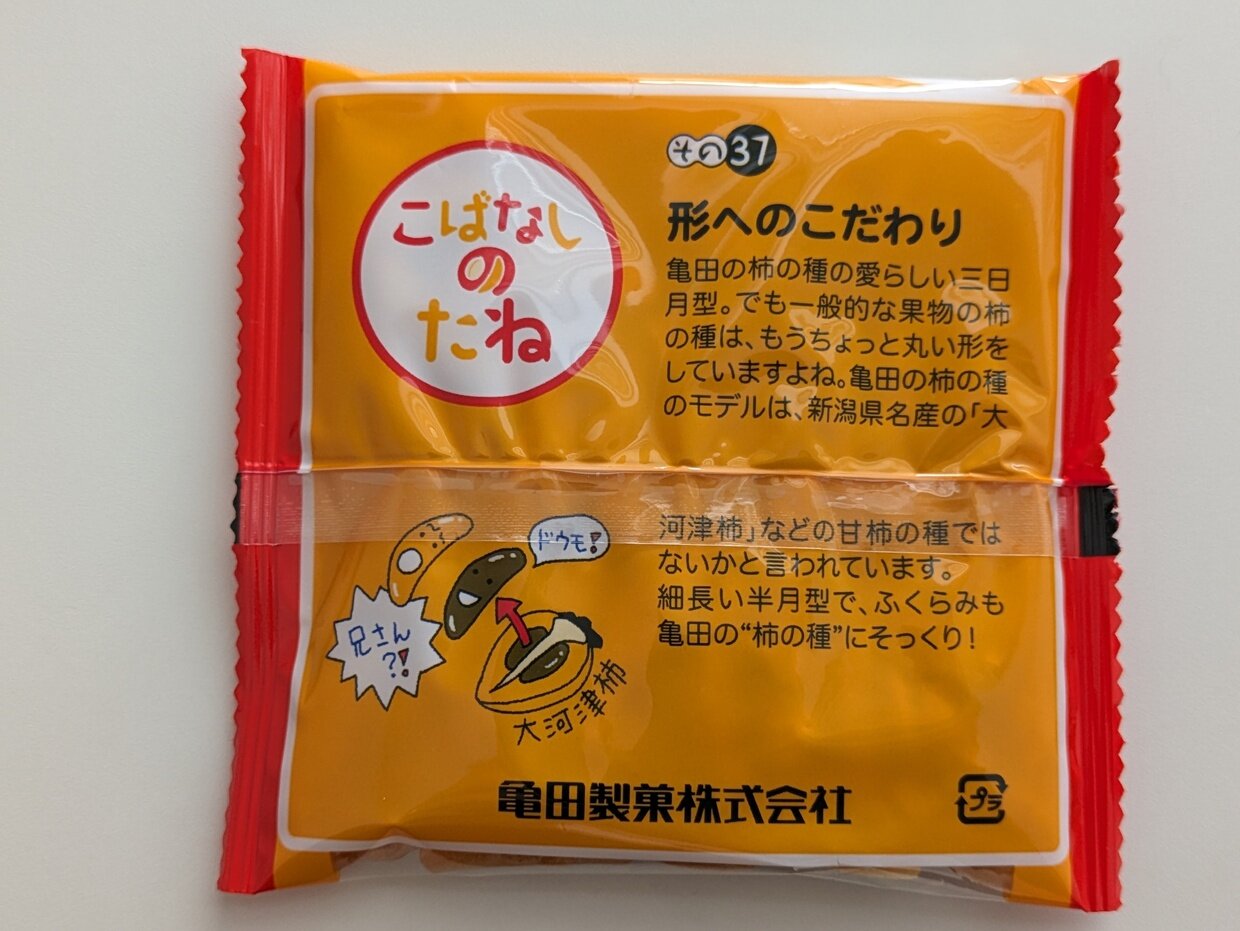 こばなし
の
たね
その37
形へのこだわり
亀田の柿の種の愛らしい三日
月型。でも一般的な果物の柿
の種は、もうちょっと丸い形を
していますよね。亀田の柿の種
のモデルは、新潟県名産の「大
河津柿」などの甘柿の種では
ないかと言われています。
細長い半月型で、ふくらみも
亀田の“柿の種”にそっくり!
ドウモ!
兄さん
?!
大河津柿
亀田製菓株式会社
プラ